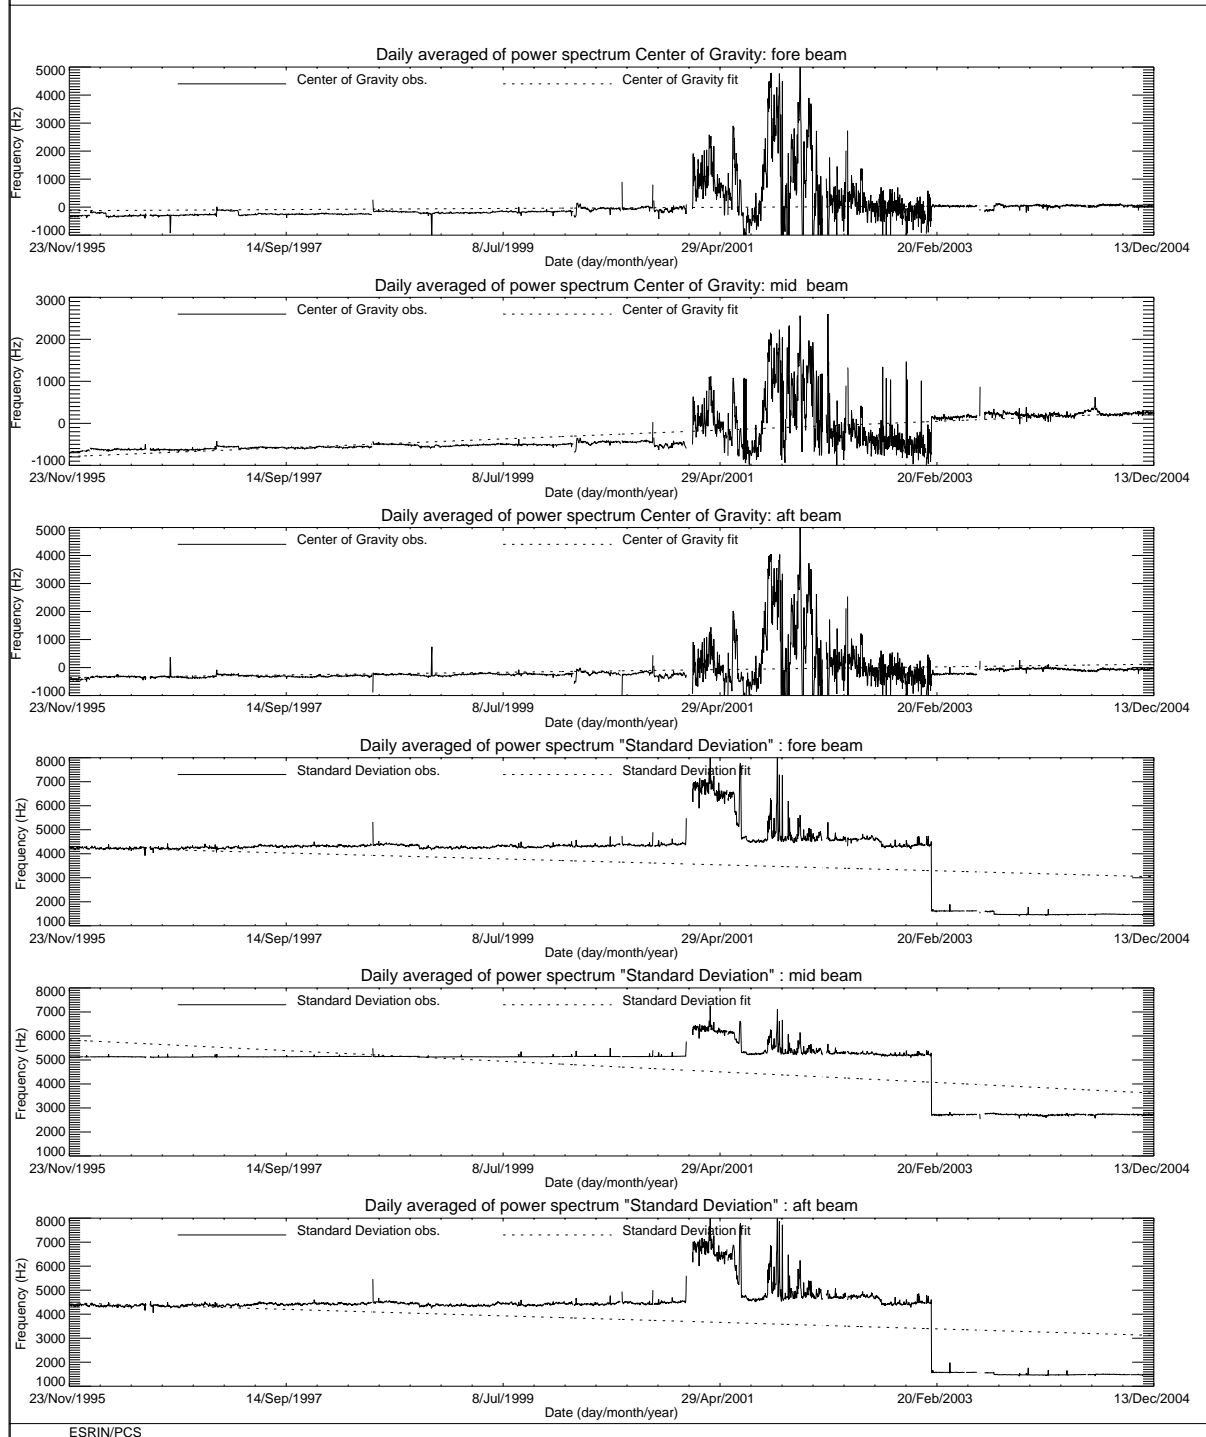 Daily averaged of power spectrum Center of Gravity: fore beam
Center of Gravity obs. Center of Gravity fit
Frequency (Hz)
5000
4000
3000
2000
1000
0
-1000
23/Nov/1995 14/Sep/1997 8/Jul/1999 29/Apr/2001 20/Feb/2003 13/Dec/2004
Date (day/month/year)
Daily averaged of power spectrum Center of Gravity: mid beam
Center of Gravity obs. Center of Gravity fit
Frequency (Hz)
3000
2000
1000
0
-1000
23/Nov/1995 14/Sep/1997 8/Jul/1999 29/Apr/2001 20/Feb/2003 13/Dec/2004
Date (day/month/year)
Daily averaged of power spectrum Center of Gravity: aft beam
Center of Gravity obs. Center of Gravity fit
Frequency (Hz)
5000
4000
3000
2000
1000
0
-1000
23/Nov/1995 14/Sep/1997 8/Jul/1999 29/Apr/2001 20/Feb/2003 13/Dec/2004
Date (day/month/year)
Daily averaged of power spectrum "Standard Deviation" : fore beam
Standard Deviation obs. Standard Deviation fit
Frequency (Hz)
8000
7000
6000
5000
4000
3000
2000
1000
23/Nov/1995 14/Sep/1997 8/Jul/1999 29/Apr/2001 20/Feb/2003 13/Dec/2004
Date (day/month/year)
Daily averaged of power spectrum "Standard Deviation" : mid beam
Standard Deviation obs. Standard Deviation fit
Frequency (Hz)
8000
7000
6000
5000
4000
3000
2000
1000
23/Nov/1995 14/Sep/1997 8/Jul/1999 29/Apr/2001 20/Feb/2003 13/Dec/2004
Date (day/month/year)
Daily averaged of power spectrum "Standard Deviation" : aft beam
Standard Deviation obs. Standard Deviation fit
Frequency (Hz)
8000
7000
6000
5000
4000
3000
2000
1000
23/Nov/1995 14/Sep/1997 8/Jul/1999 29/Apr/2001 20/Feb/2003 13/Dec/2004
Date (day/month/year)
ESRIN/PCS